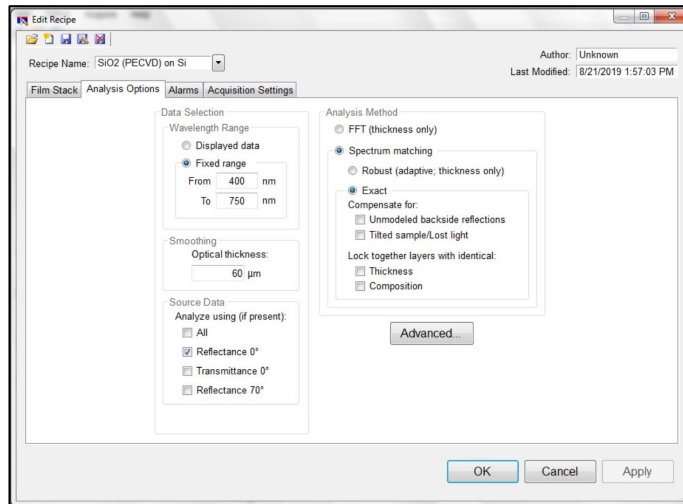 Edit Recipe
Author: Unknown
Recipe Name: SiO2 (PECVD) on Si
Last Modified: 8/21/2019 1:57:03 PM
Film Stack Analysis Options Alarms Acquisition Settings
Data Selection
Wavelength Range
Displayed data
Fixed range
From 400 nm
To 750 nm
Smoothing
Optical thickness:
60 µm
Source Data
Analyze using (if present):
All
Reflectance 0°
Transmittance 0°
Reflectance 70°
Analysis Method
FFT (thickness only)
Spectrum matching
Robust (adaptive; thickness only)
Exact
Compensate for:
Unmodeled backside reflections
Tilted sample/Lost light
Lock together layers with identical:
Thickness
Composition
Advanced...
OK Cancel Apply